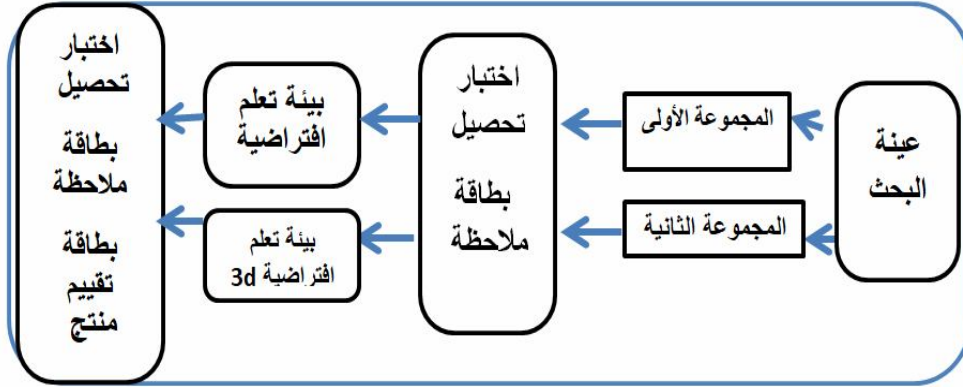 عينة
البحث
المجموعة الأولى
المجموعة الثانية
اختبار
تحصيل
بطاقة
ملاحظة
بيئة تعلم
افتراضية
بيئة تعلم
افتراضية 3d
اختبار
تحصيل
بطاقة
ملاحظة
بطاقة
تقييم
منتج